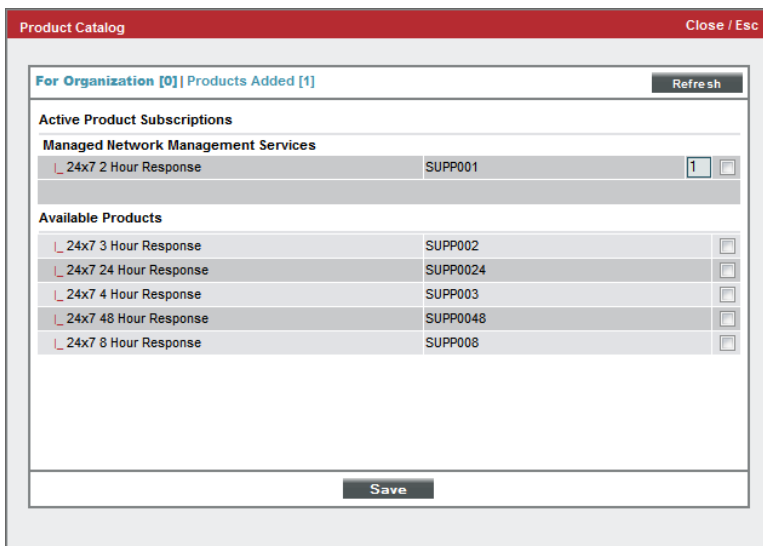 Product Catalog Close / Esc
For Organization [0] | Products Added [1] Refresh
Active Product Subscriptions
Managed Network Management Services
|_ 24x7 2 Hour Response SUPP001 1
Available Products
|_ 24x7 3 Hour Response SUPP002
|_ 24x7 24 Hour Response SUPP0024
|_ 24x7 4 Hour Response SUPP003
|_ 24x7 48 Hour Response SUPP0048
|_ 24x7 8 Hour Response SUPP008
Save